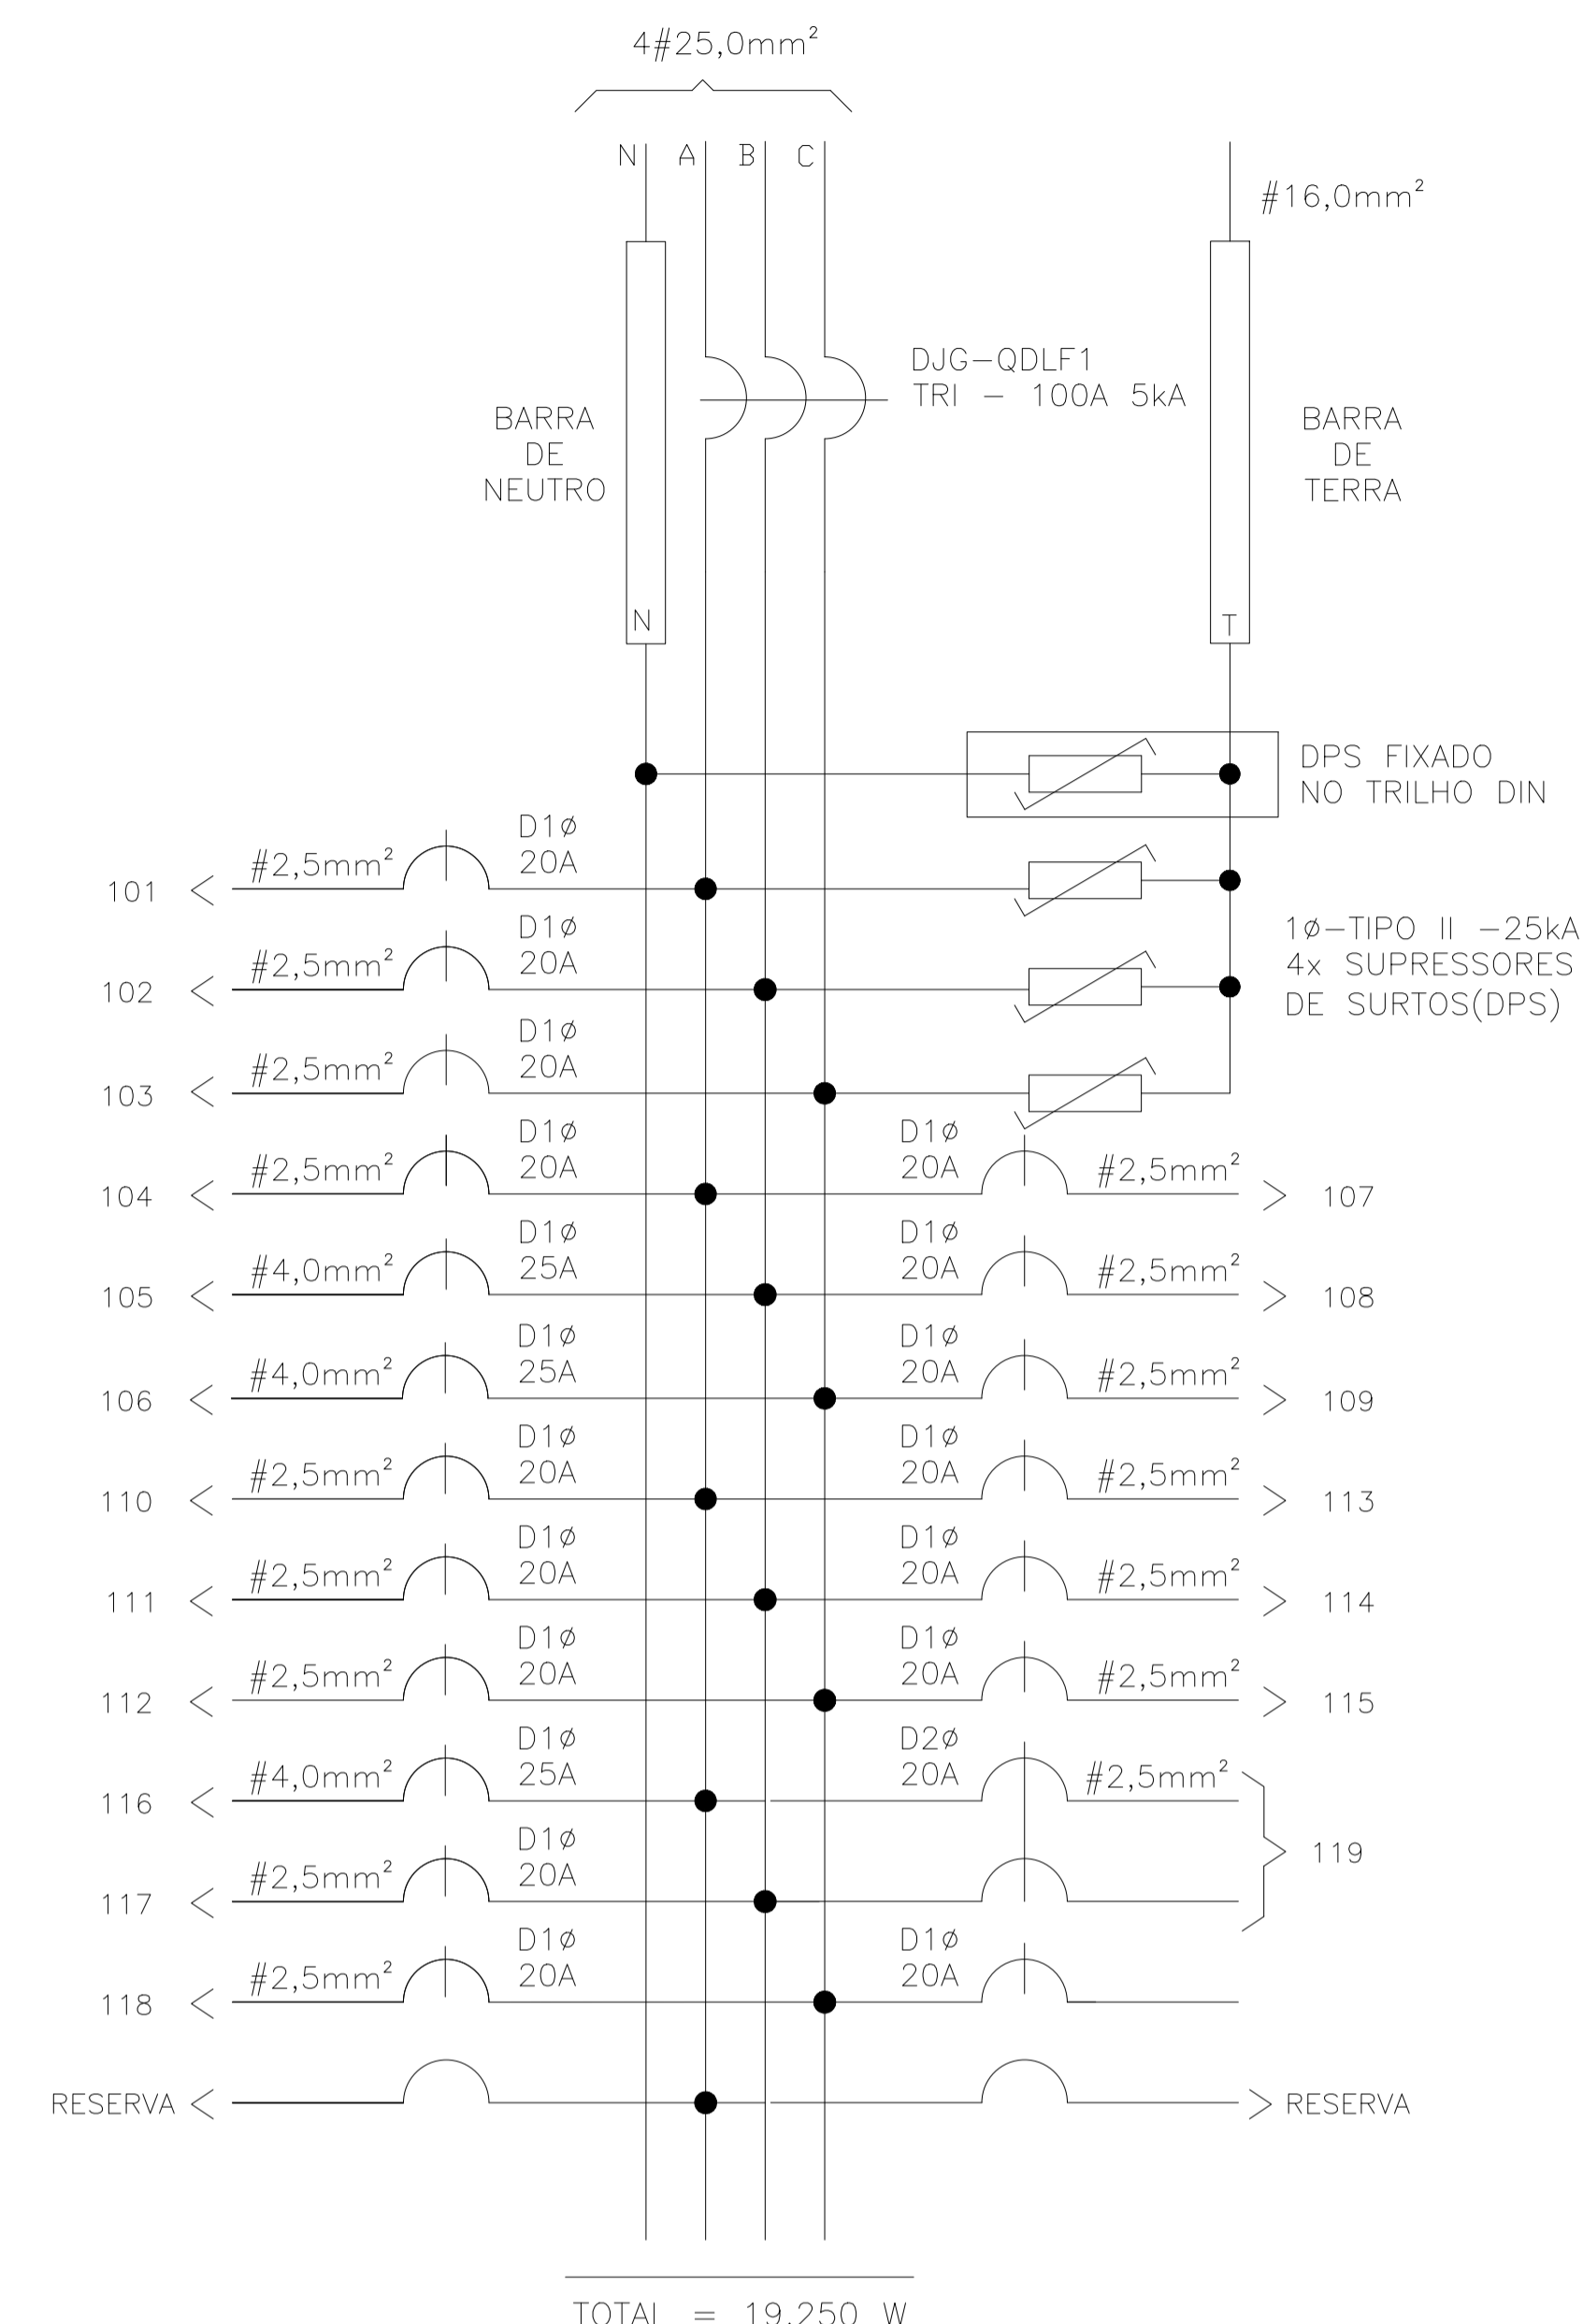 4#25,0mm²
N A B C
#16,0mm²
DJG-QDLF1
TRI - 100A 5kA
BARRA
DE
NEUTRO
BARRA
DE
TERRA
N
T
DPS FIXADO
NO TRILHO DIN
1ø-TIPO II -25kA
4x SUPRESSORES
DE SURTOS(DPS)
101 #2,5mm² D1ø
20A
102 #2,5mm² D1ø
20A
103 #2,5mm² D1ø
20A
104 #2,5mm² D1ø
20A
D1ø
20A
#2,5mm² 107
105 #4,0mm² D1ø
25A
D1ø
20A
#2,5mm² 108
106 #4,0mm² D1ø
25A
D1ø
20A
#2,5mm² 109
110 #2,5mm² D1ø
20A
D1ø
20A
#2,5mm² 113
111 #2,5mm² D1ø
20A
D1ø
20A
#2,5mm² 114
112 #2,5mm² D1ø
20A
D1ø
20A
#2,5mm² 115
116 #4,0mm² D1ø
25A
D2ø
20A
#2,5mm²
119
117 #2,5mm² D1ø
20A
118 #2,5mm² D1ø
20A
D1ø
20A
RESERVA
RESERVA
TOTAL = 19.250 W